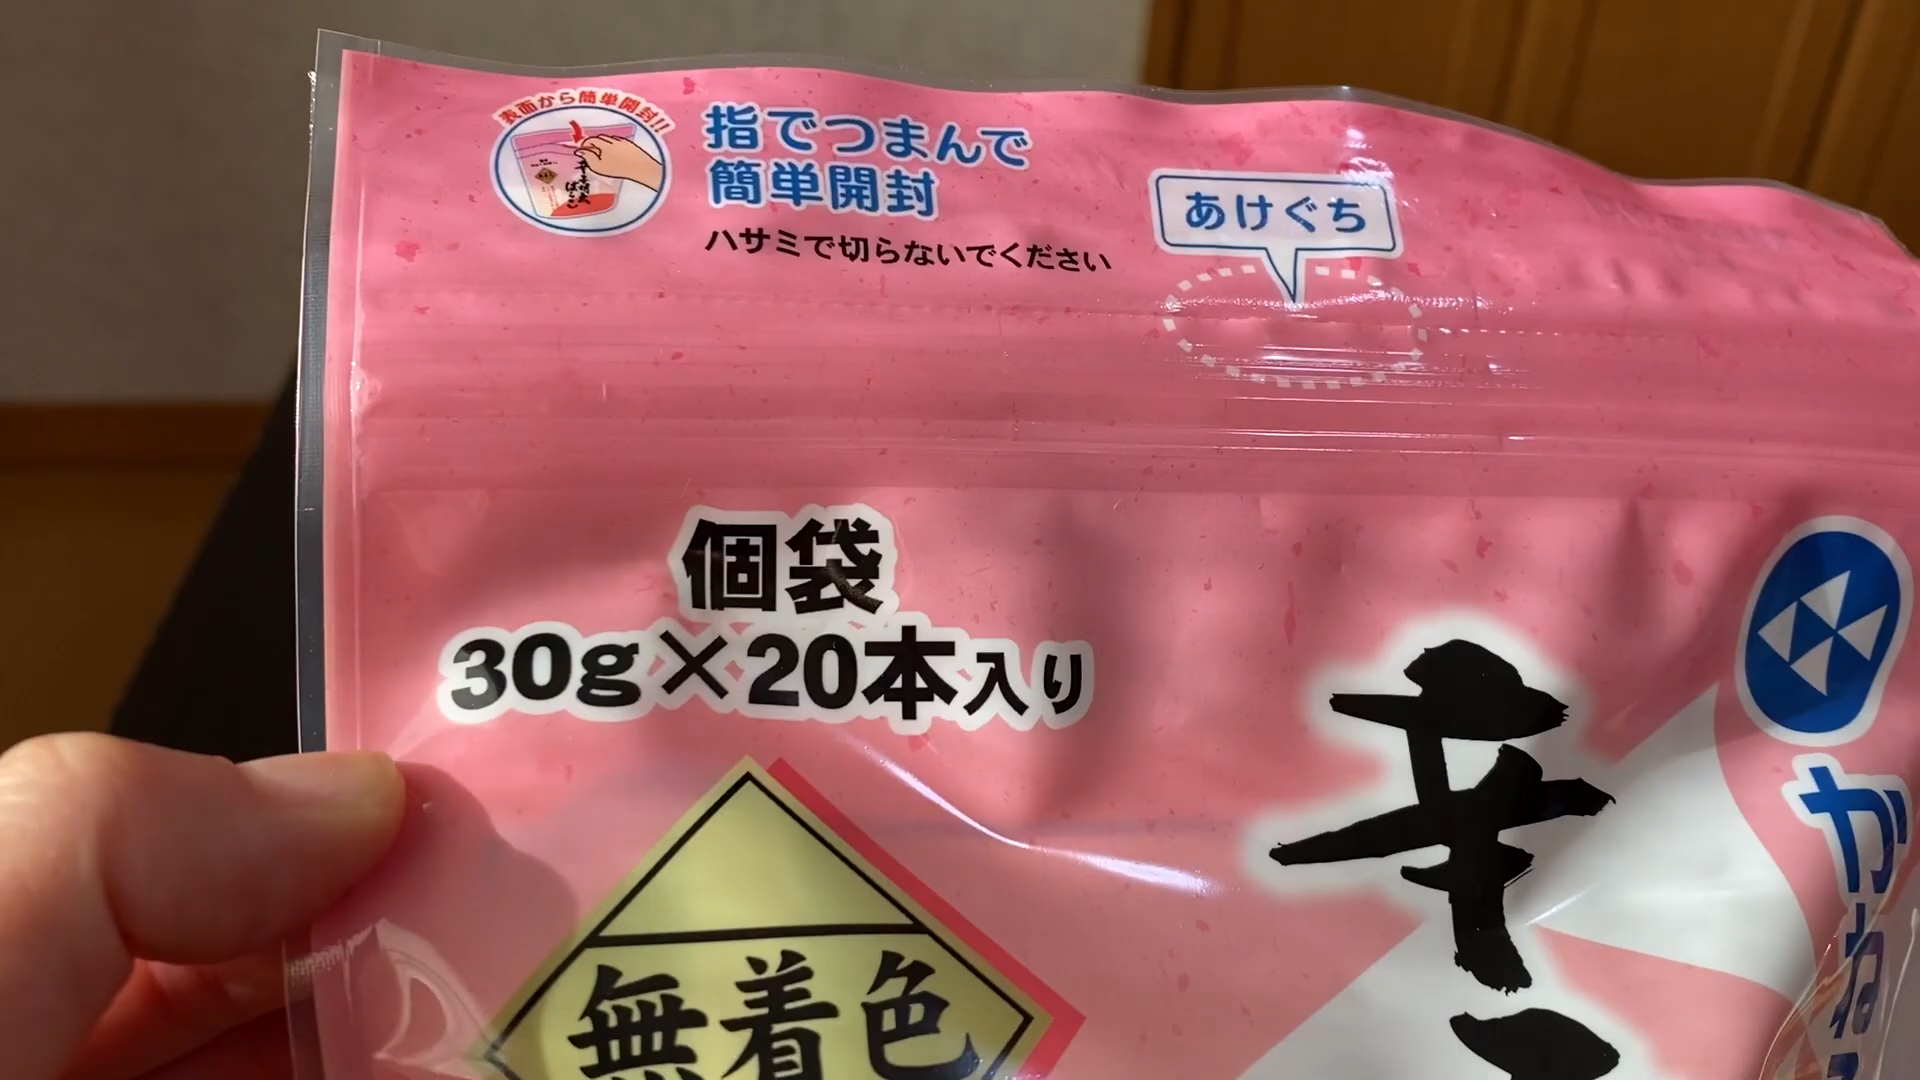 表面から簡単開封!!
指でつまんで
簡単開封
ハサミで切らないでください
あけぐち
個袋
30g×20本入り
無着色
辛子
かね